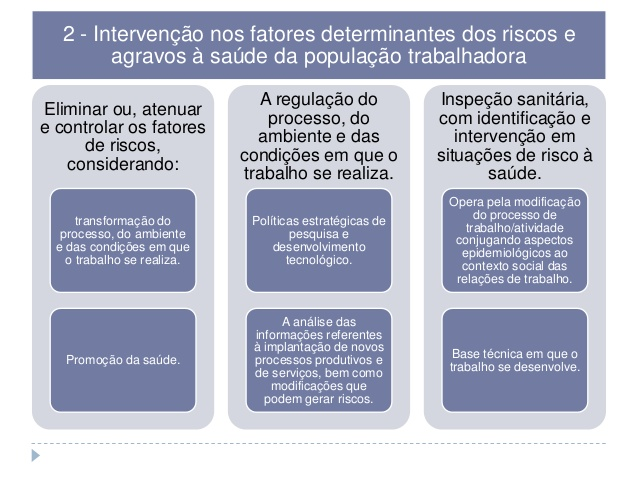 2 - Intervenção nos fatores determinantes dos riscos e
agravos à saúde da população trabalhadora
Eliminar ou, atenuar
e controlar os fatores
de riscos,
considerando:
transformação do
processo, do ambiente
e das condições em que
o trabalho se realiza.
Promoção da saúde.
A regulação do
processo, do
ambiente e das
condições em que o
trabalho se realiza.
Políticas estratégicas de
pesquisa e
desenvolvimento
tecnológico.
A análise das
informações referentes
à implantação de novos
processos produtivos e
de serviços, bem como
modificações que
podem gerar riscos.
Inspeção sanitária,
com identificação e
intervenção em
situações de risco à
saúde.
Opera pela modificação
do processo de
trabalho/atividade
conjugando aspectos
epidemiológicos ao
contexto social das
relações de trabalho.
Base técnica em que o
trabalho se desenvolve.